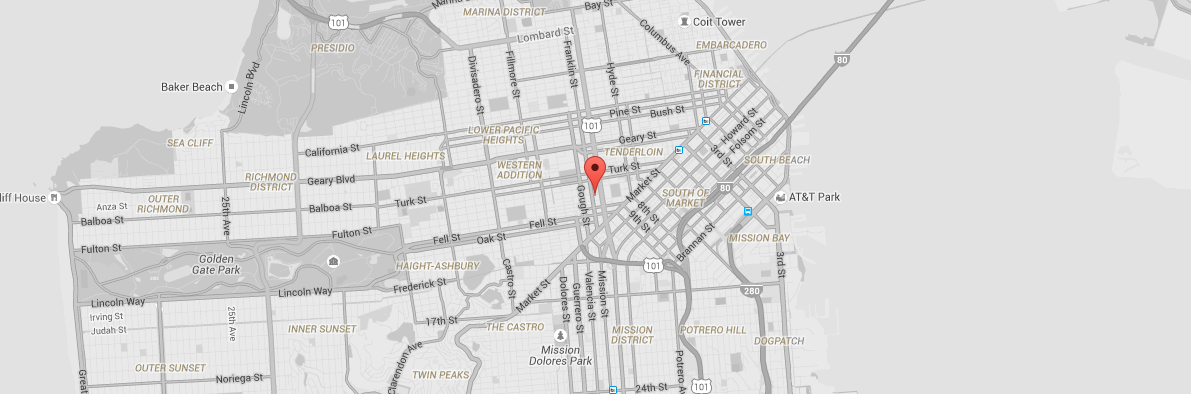 Marina
MARINA DISTRICT
Bay St
Coit Tower
101
Columbus Ave
PRESIDIO
Lombard St
EMBARCADERO
80
Franklin St
Hyde St
Fillmore St
Divisadero St
Lincoln Blvd
FINANCIAL
DISTRICT
Baker Beach
Pine St
Bush St
Howard St
Folsom St
101
LOWER PACIFIC
HEIGHTS
Geary St
SEA CLIFF
California St
LAUREL HEIGHTS
TENDERLOIN
3rd St
SOUTH BEACH
WESTERN
ADDITION
Turk St
RICHMOND
DISTRICT
Geary Blvd
Market St
80
Cliff House
OUTER
RICHMOND
Anza St
Balboa St
Balboa St
Turk St
Gough St
SOUTH OF
MARKET
AT&T Park
25th Ave
8th St
9th St
Fell St
Fulton St
Fulton St
Fell St
Oak St
Brannan St
MISSION BAY
Golden
Gate Park
HAIGHT-ASHBURY
101
3rd St
Castro St
Market St
Dolores St
Guerrero St
Valencia St
Mission St
280
Lincoln Way
Lincoln Way
Frederick St
Irving St
Judah St
25th Ave
INNER SUNSET
17th St
THE CASTRO
MISSION
DISTRICT
POTRERO HILL
DOGPATCH
Mission
Dolores Park
Clarendon Ave
OUTER SUNSET
TWIN PEAKS
Noriega St
Great
24th St
Potrero
101